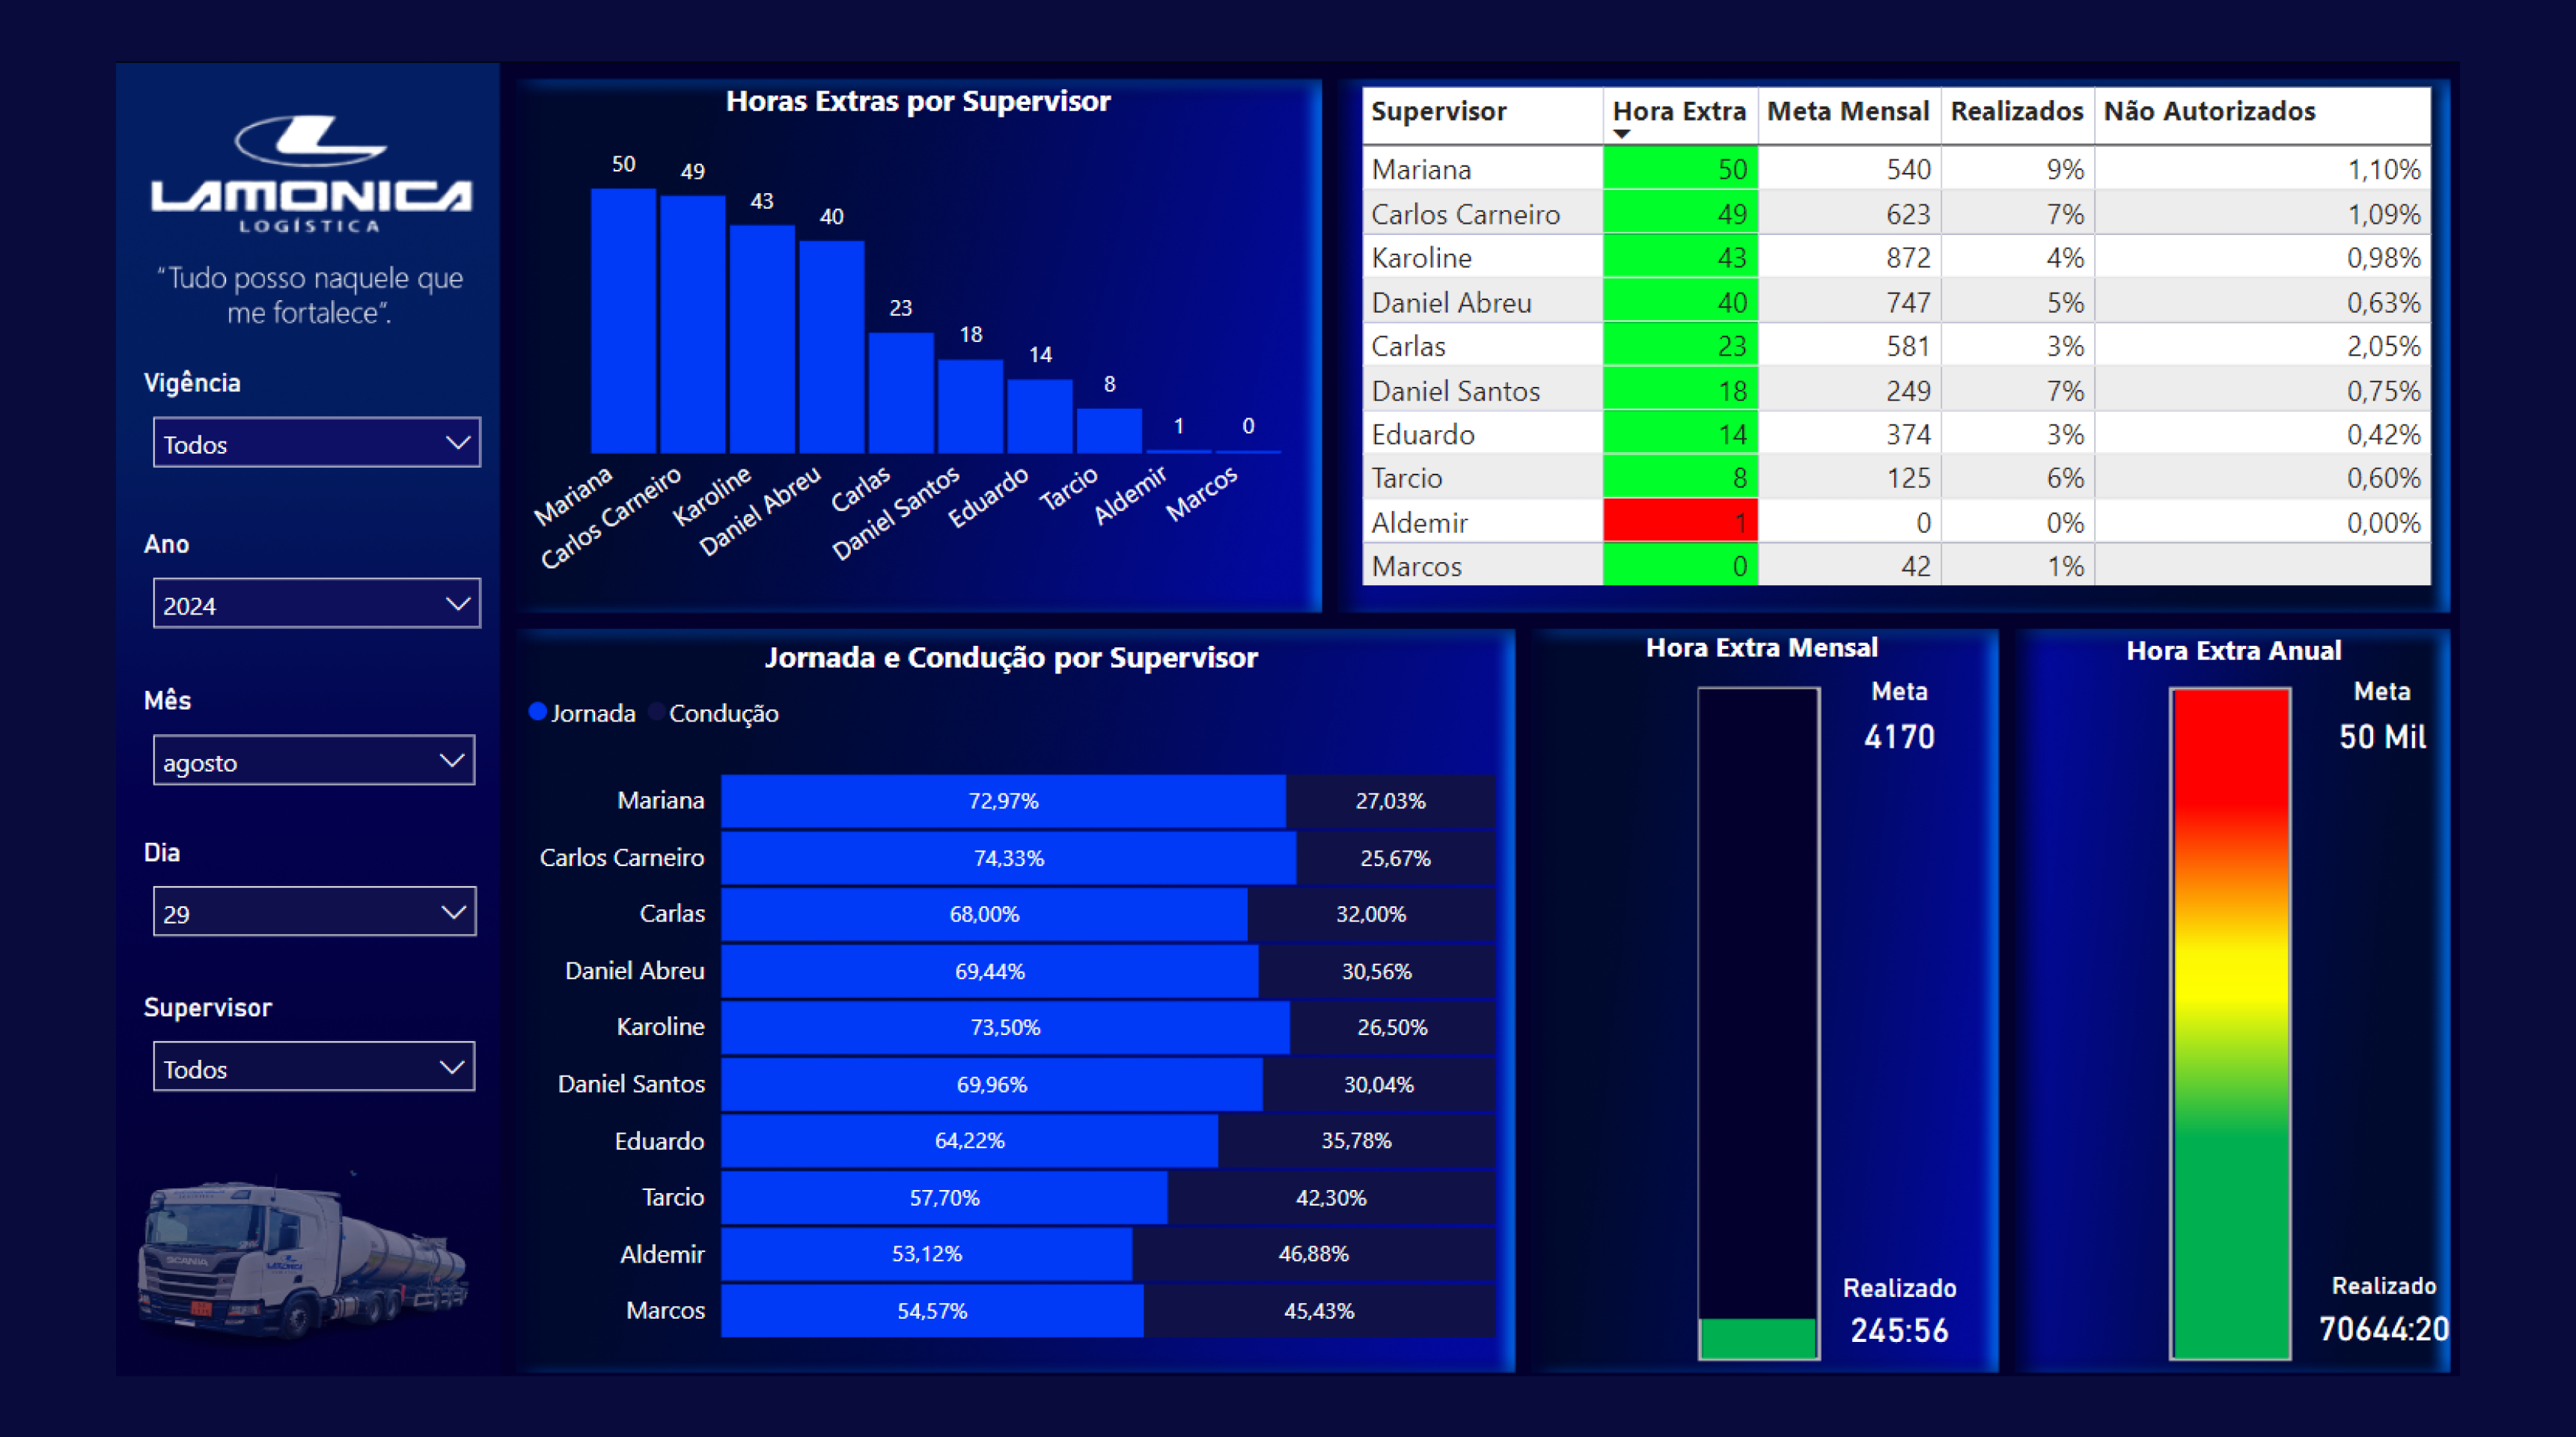 LAMONICA
LOGÍSTICA
“Tudo posso naquele que
me fortalece”.
Vigência
Todos
Ano
2024
Mês
agosto
Dia
29
Supervisor
Todos
SCANIA
Horas Extras por Supervisor
50 49 43 40 23 18 14 8 1 0
Mariana Carlos Carneiro Karoline Daniel Abreu Carlas Daniel Santos Eduardo Tarcio Aldemir Marcos
Supervisor Hora Extra Meta Mensal Realizados Não Autorizados
Mariana 50 540 9% 1,10%
Carlos Carneiro 49 623 7% 1,09%
Karoline 43 872 4% 0,98%
Daniel Abreu 40 747 5% 0,63%
Carlas 23 581 3% 2,05%
Daniel Santos 18 249 7% 0,75%
Eduardo 14 374 3% 0,42%
Tarcio 8 125 6% 0,60%
Aldemir 1 0 0% 0,00%
Marcos 0 42 1%
Jornada e Condução por Supervisor
Jornada Condução
Mariana 72,97% 27,03%
Carlos Carneiro 74,33% 25,67%
Carlas 68,00% 32,00%
Daniel Abreu 69,44% 30,56%
Karoline 73,50% 26,50%
Daniel Santos 69,96% 30,04%
Eduardo 64,22% 35,78%
Tarcio 57,70% 42,30%
Aldemir 53,12% 46,88%
Marcos 54,57% 45,43%
Hora Extra Mensal
Meta
4170
Realizado
245:56
Hora Extra Anual
Meta
50 Mil
Realizado
70644:20